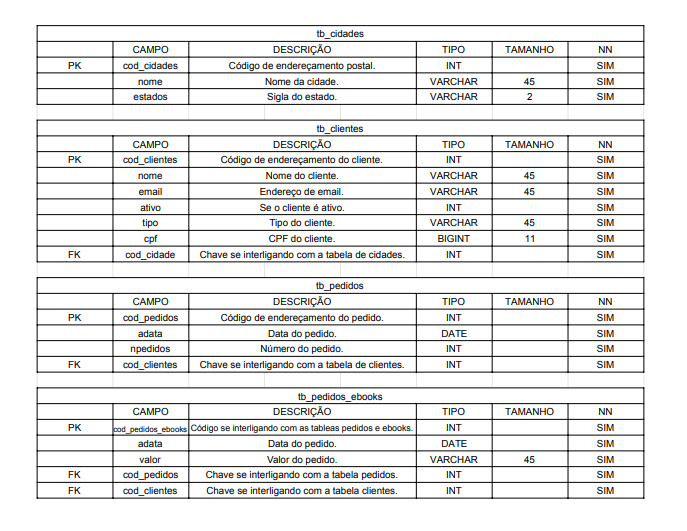 tb_cidades
CAMPO DESCRIÇÃO TIPO TAMANHO NN
PK cod_cidades Código de endereçamento postal. INT SIM
nome Nome da cidade. VARCHAR 45 SIM
estados Sigla do estado. VARCHAR 2 SIM
tb_clientes
CAMPO DESCRIÇÃO TIPO TAMANHO NN
PK cod_clientes Código de endereçamento do cliente. INT SIM
nome Nome do cliente. VARCHAR 45 SIM
email Endereço de email. VARCHAR 45 SIM
ativo Se o cliente é ativo. INT SIM
tipo Tipo do cliente. VARCHAR 45 SIM
cpf CPF do cliente. BIGINT 11 SIM
FK cod_cidade Chave se interligando com a tabela de cidades. INT SIM
tb_pedidos
CAMPO DESCRIÇÃO TIPO TAMANHO NN
PK cod_pedidos Código de endereçamento do pedido. INT SIM
adata Data do pedido. DATE SIM
npedidos Número do pedido. INT SIM
FK cod_clientes Chave se interligando com a tabela de clientes. INT SIM
tb_pedidos_ebooks
CAMPO DESCRIÇÃO TIPO TAMANHO NN
PK cod_pedidos_ebooks Código se interligando com as tableas pedidos e ebooks. INT SIM
adata Data do pedido. DATE SIM
valor Valor do pedido. VARCHAR 45 SIM
FK cod_pedidos Chave se interligando com a tabela pedidos. INT SIM
FK cod_clientes Chave se interligando com a tabela clientes. INT SIM